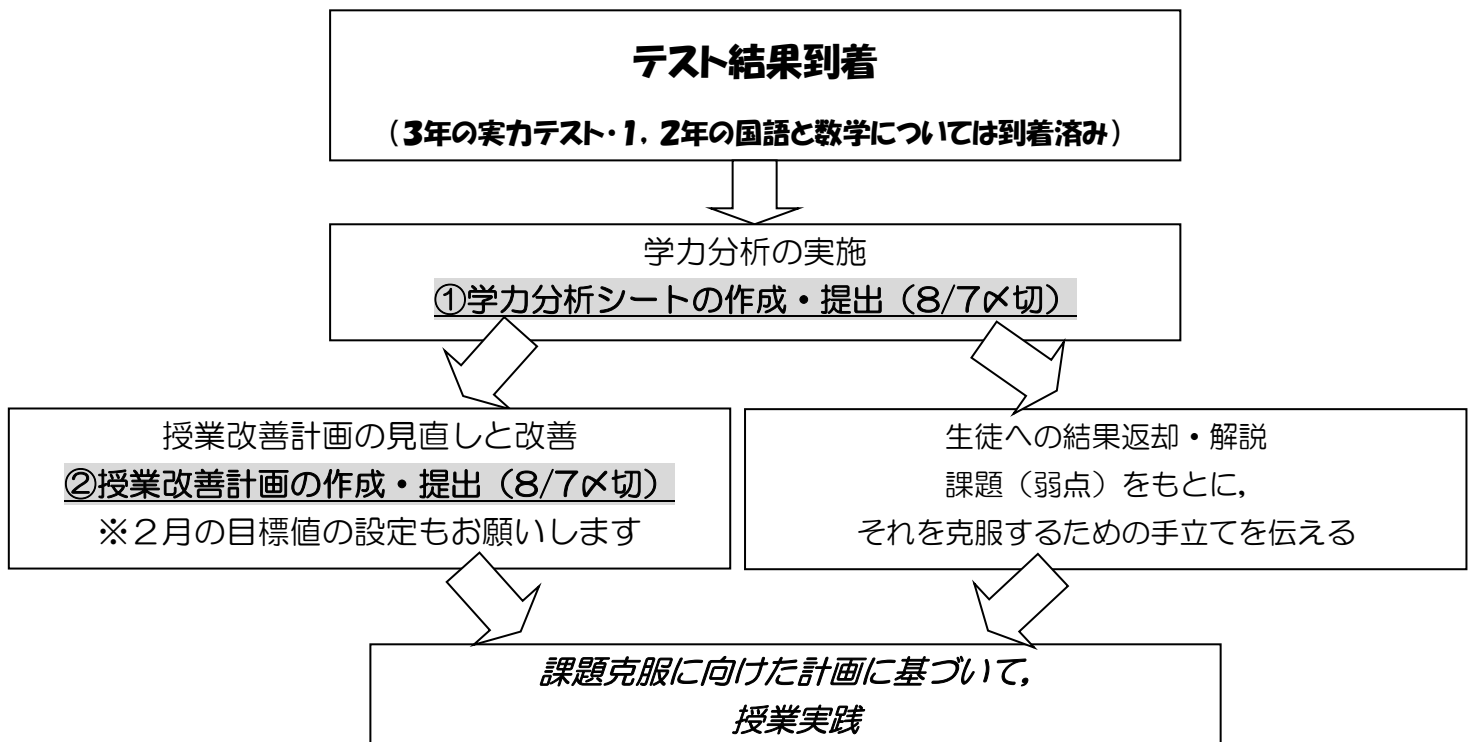 テスト結果到着
（3年の実力テスト・1，2年の国語と数学については到着済み）
学力分析の実施
①学力分析シートの作成・提出（8/7〆切）
授業改善計画の見直しと改善
②授業改善計画の作成・提出（8/7〆切）
※２月の目標値の設定もお願いします
生徒への結果返却・解説
課題（弱点）をもとに，
それを克服するための手立てを伝える
課題克服に向けた計画に基づいて，
授業実践